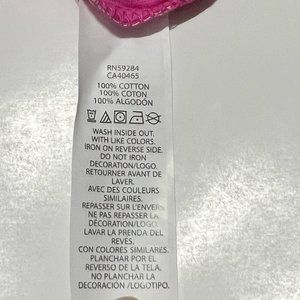 RN59284
CA40465
100% COTTON
100% COTON
100% ALGODÓN
WASH INSIDE OUT.
WITH LIKE COLORS.
IRON ON REVERSE SIDE.
DO NOT IRON
DECORATION/LOGO.
RETOURNER AVANT DE
LAVER.
AVEC DES COULEURS
SIMILAIRES.
REPASSER SUR L'ENVERS
NE PAS REPASSER LA
DÉCORATION/LOGO.
LAVAR LA PRENDA DEL
REVÉS.
CON COLORES SIMILARES.
PLANCHAR POR EL
REVERSO DE LA TELA.
NO PLANCHAR LA
DECORACIÓN /LOGOTIPO.